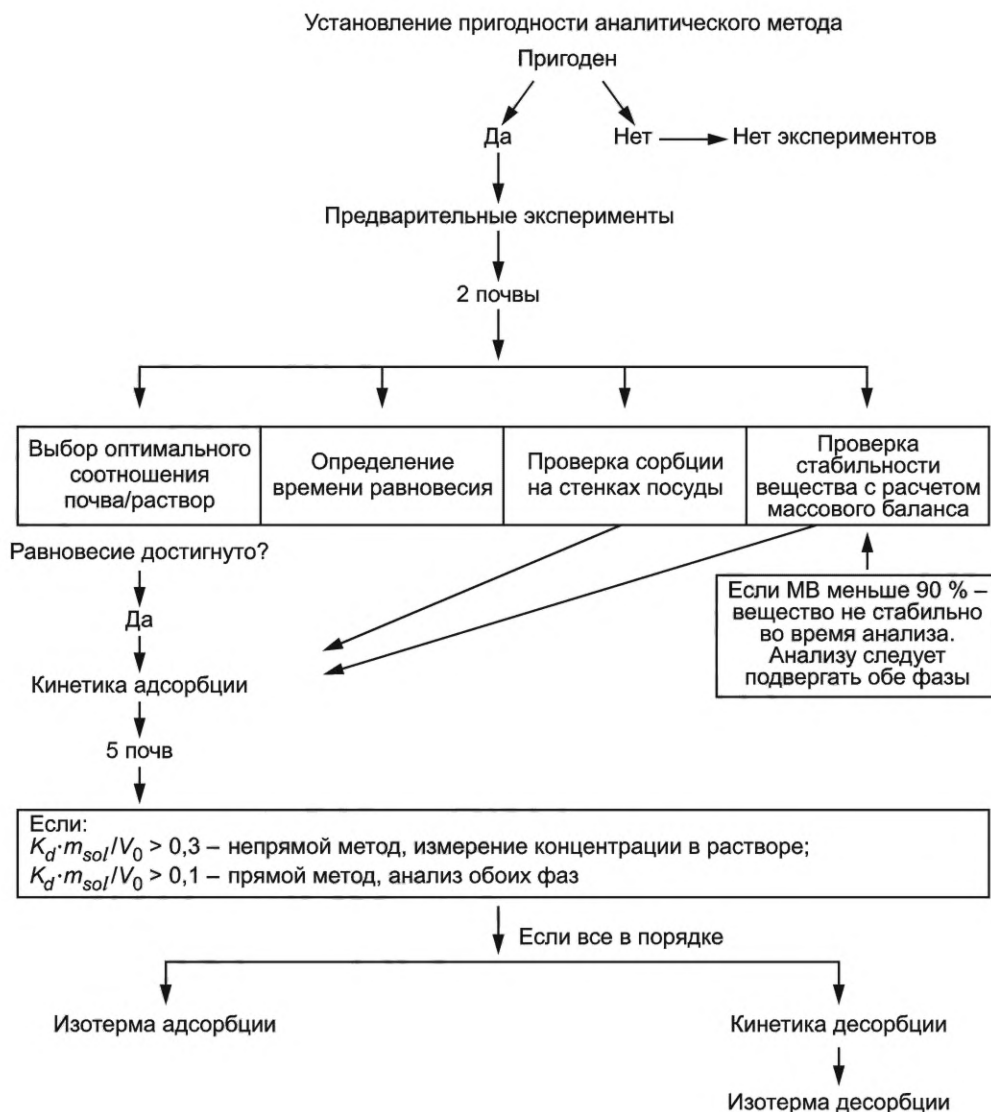 Установление пригодности аналитического метода
Пригоден
Да
Нет
Нет экспериментов
Предварительные эксперименты
2 почвы
Выбор оптимального
соотношения
почва/раствор
Определение
времени равновесия
Проверка сорбции
на стенках посуды
Проверка
стабильности
вещества с расчетом
массового баланса
Равновесие достигнуто?
Да
Кинетика адсорбции
5 почв
Если МВ меньше 90 % –
вещество не стабильно
во время анализа.
Анализу следует
подвергать обе фазы
Если:
K_d·m_sol/V_0 > 0,3 – непрямой метод, измерение концентрации в растворе;
K_d·m_sol/V_0 > 0,1 – прямой метод, анализ обоих фаз
Если все в порядке
Изотерма адсорбции
Кинетика десорбции
Изотерма десорбции